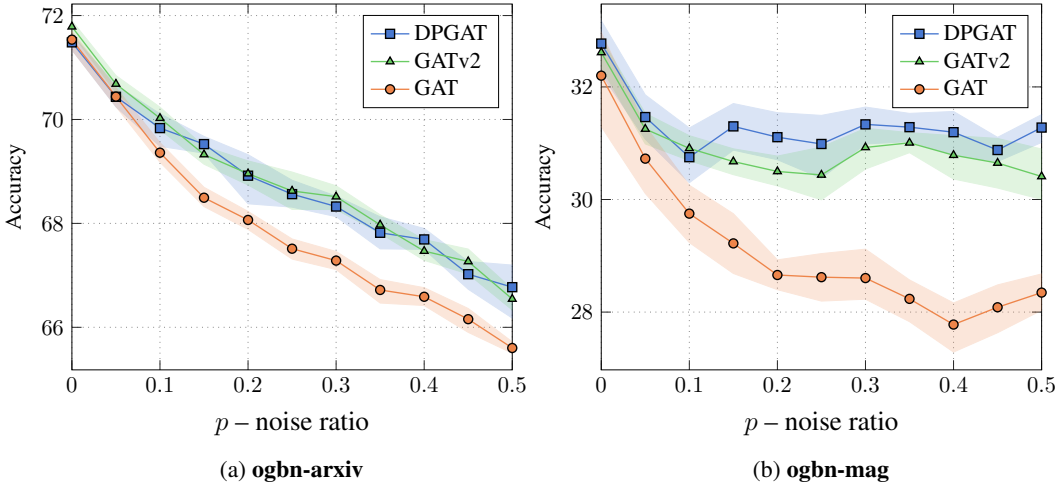 72
70
68
66
Accuracy
0
0.1
0.2
0.3
0.4
0.5
p – noise ratio
DPGAT
GATv2
GAT
(a) ogbn-arxiv
32
30
28
Accuracy
0
0.1
0.2
0.3
0.4
0.5
p – noise ratio
DPGAT
GATv2
GAT
(b) ogbn-mag